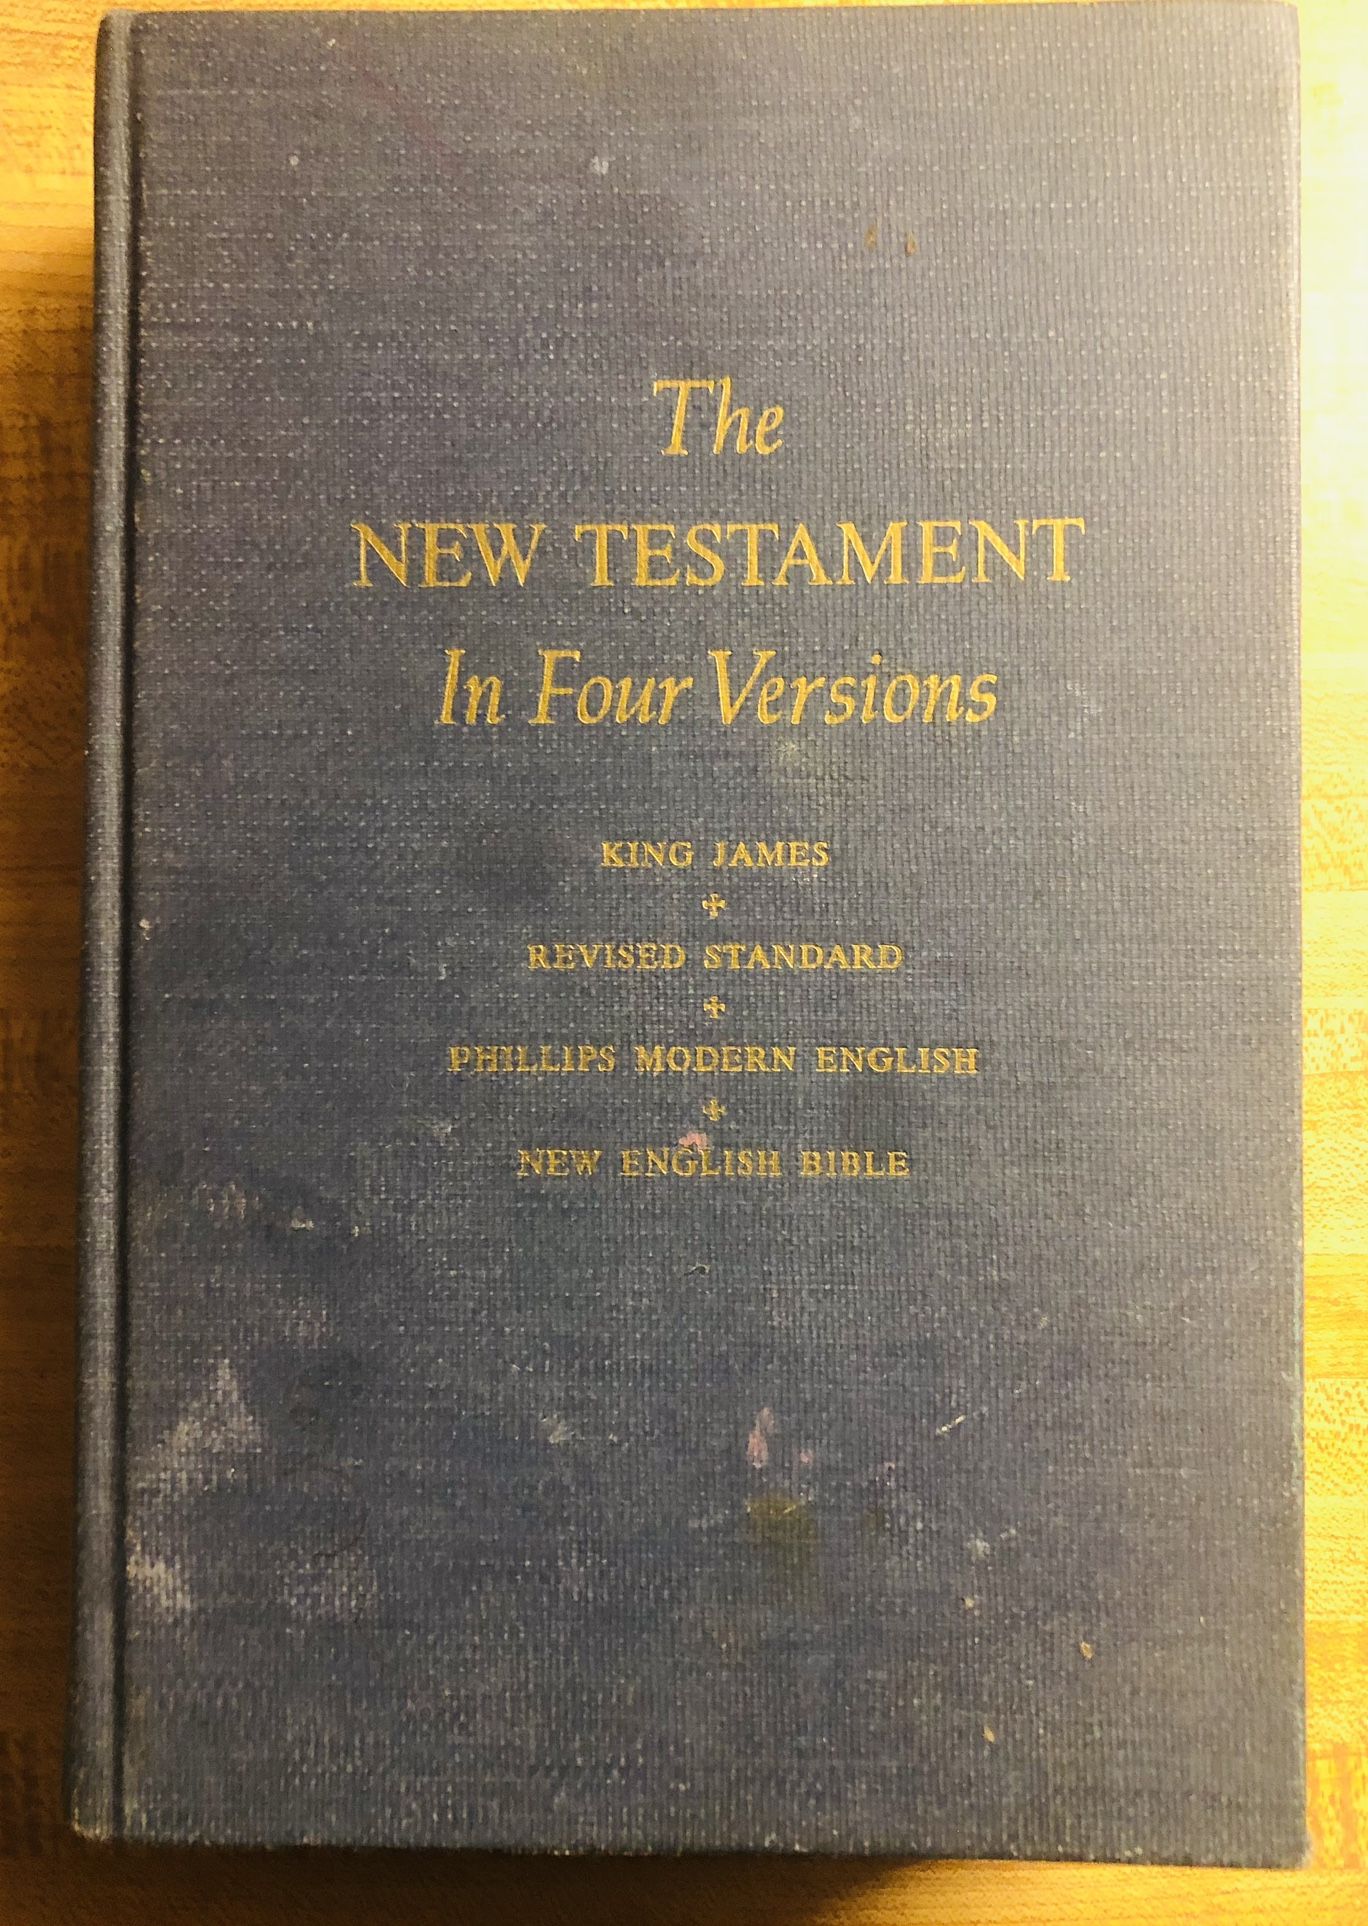 The
NEW TESTAMENT
In Four Versions
KING JAMES
REVISED STANDARD
PHILLIPS MODERN ENGLISH
NEW ENGLISH BIBLE